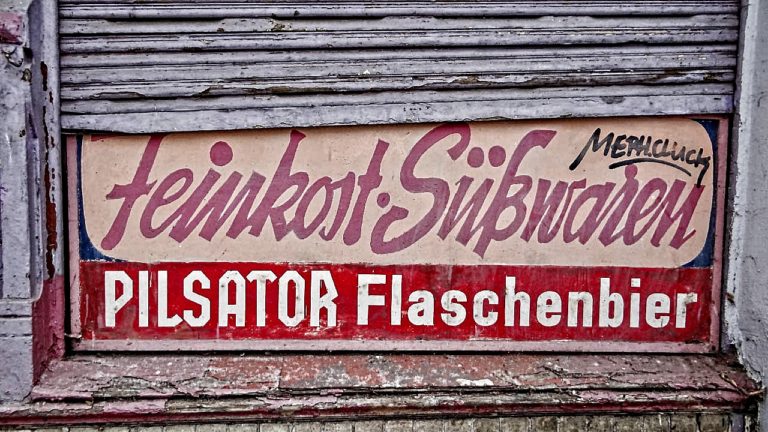 Feinkost·Süßwaren
PILSATOR Flaschenbier